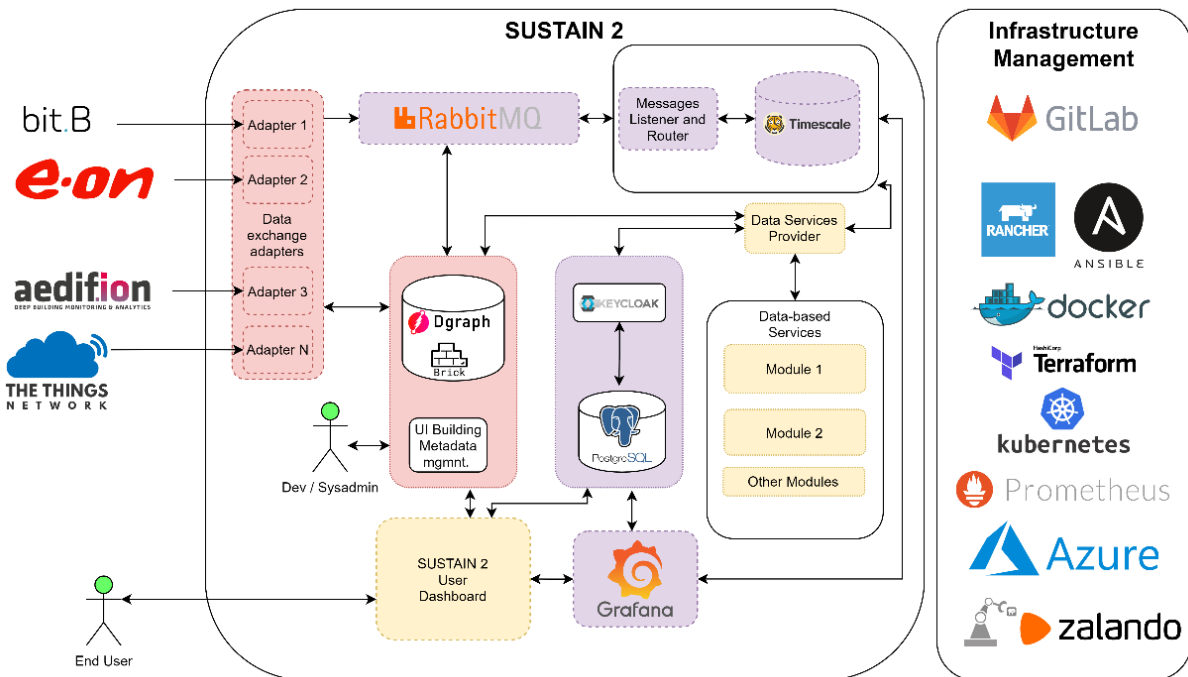 SUSTAIN 2
Infrastructure
Management
bit.B
e·on
aedifion
DEEP BUILDING MONITORING & ANALYTICS
THE THINGS
NETWORK
Adapter 1
Adapter 2
Data
exchange
adapters
Adapter 3
Adapter N
RabbitMQ
Messages
Listener and
Router
Timescale
Data Services
Provider
Dgraph
Brick
UI Building
Metadata
mgmnt.
KEYCLOAK
PostgreSQL
Data-based
Services
Module 1
Module 2
Other Modules
Dev / Sysadmin
SUSTAIN 2
User
Dashboard
Grafana
End User
GitLab
RANCHER
ANSIBLE
docker
HashiCorp
Terraform
kubernetes
Prometheus
Azure
zalando